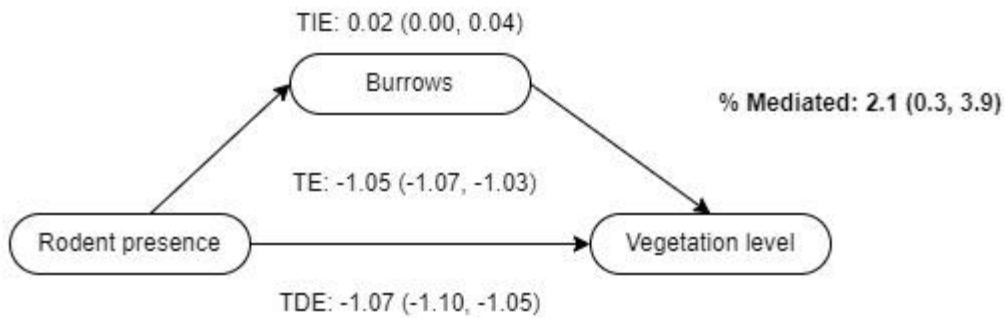 TIE: 0.02 (0.00, 0.04)
Burrows
% Mediated: 2.1 (0.3, 3.9)
TE: -1.05 (-1.07, -1.03)
Rodent presence
Vegetation level
TDE: -1.07 (-1.10, -1.05)